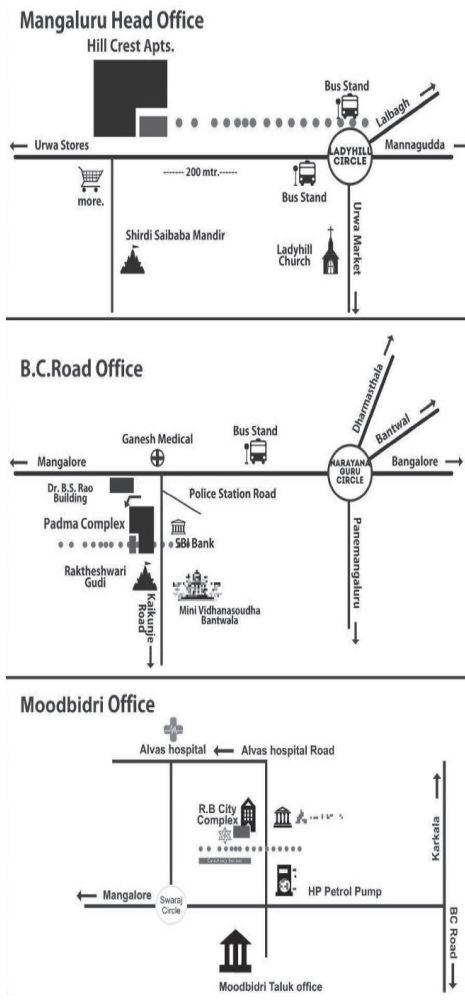 Mangaluru Head Office
Hill Crest Apts.
Bus Stand
Lalbagh
Urwa Stores
LADYHILL
CIRCLE
Mannagudda
more.
------ 200 mtr.-----
Bus Stand
Shirdi Saibaba Mandir
Ladyhill
Church
Urwa Market
B.C.Road Office
Dharmasthala
Bantwal
Ganesh Medical
Bus Stand
Mangalore
NARAYANA
GURU
CIRCLE
Bangalore
Dr. B.S. Rao
Building
Police Station Road
Padma Complex
SBI Bank
Raktheshwari
Gudi
Mini Vidhanasoudha
Bantwala
Kaikunje
Road
Panemangaluru
Moodbidri Office
Alvas hospital
Alvas hospital Road
R.B City
Complex
Karkala
HP Petrol Pump
Mangalore
Swaraj
Circle
BC Road
Moodbidri Taluk office